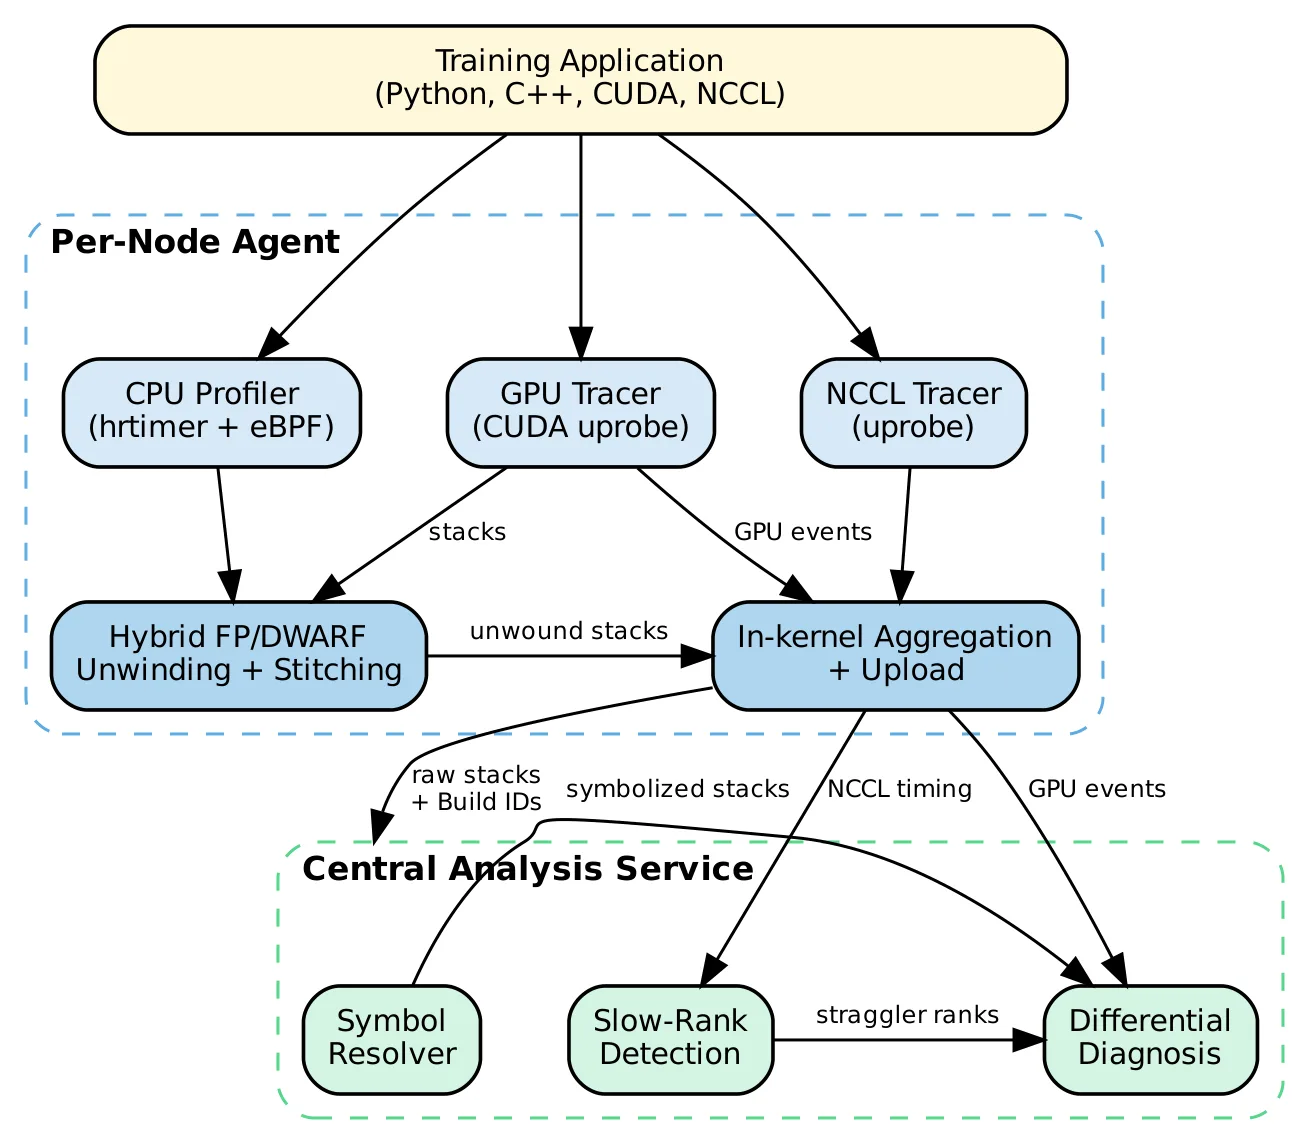 Training Application
(Python, C++, CUDA, NCCL)
Per-Node Agent
CPU Profiler
(hrtimer + eBPF)
GPU Tracer
(CUDA uprobe)
NCCL Tracer
(uprobe)
stacks
GPU events
Hybrid FP/DWARF
Unwinding + Stitching
unwound stacks
In-kernel Aggregation
+ Upload
raw stacks
+ Build IDs
symbolized stacks
NCCL timing
GPU events
Central Analysis Service
Symbol
Resolver
Slow-Rank
Detection
straggler ranks
Differential
Diagnosis